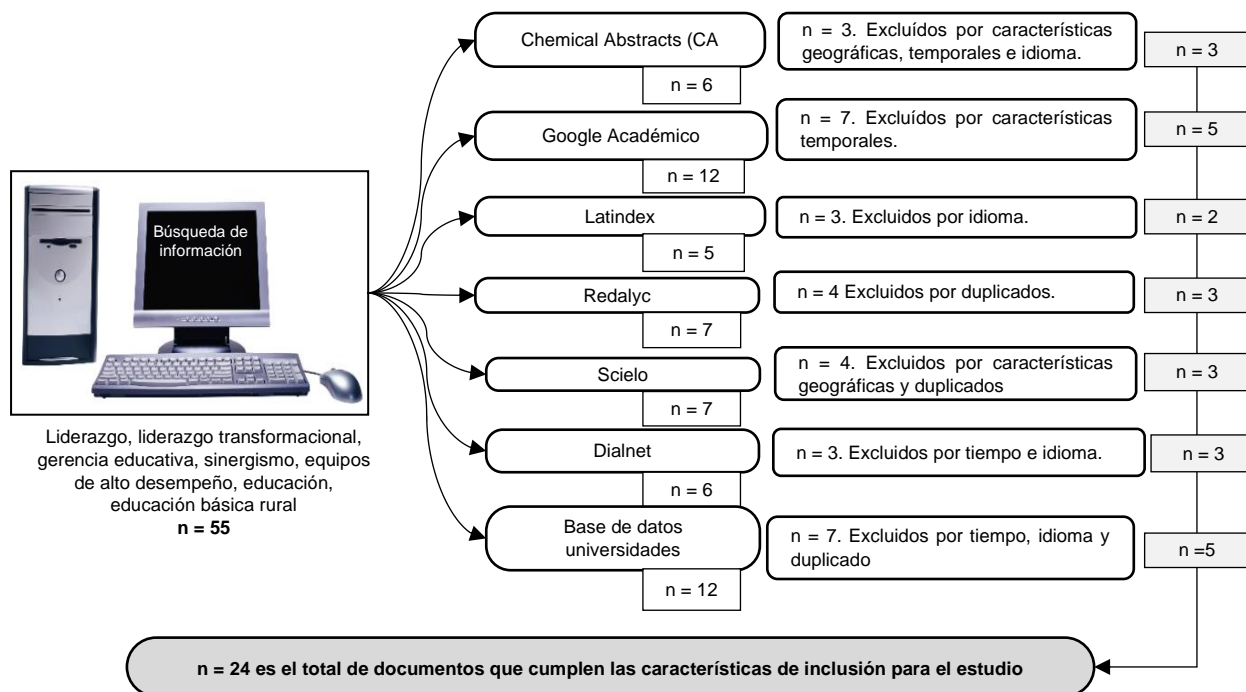 Búsqueda de
información
Liderazgo, liderazgo transformacional,
gerencia educativa, sinergismo, equipos
de alto desempeño, educación,
educación básica rural
n = 55
Chemical Abstracts (CA
n = 6
n = 3. Excluídos por características
geográficas, temporales e idioma.
n = 3
Google Académico
n = 12
n = 7. Excluídos por características
temporales.
n = 5
Latindex
n = 5
n = 3. Excluidos por idioma.
n = 2
Redalyc
n = 7
n = 4 Excluidos por duplicados.
n = 3
Scielo
n = 7
n = 4. Excluidos por características
geográficas y duplicados
n = 3
Dialnet
n = 6
n = 3. Excluidos por tiempo e idioma.
n = 3
Base de datos
universidades
n = 12
n = 7. Excluidos por tiempo, idioma y
duplicado
n =5
n = 24 es el total de documentos que cumplen las características de inclusión para el estudio